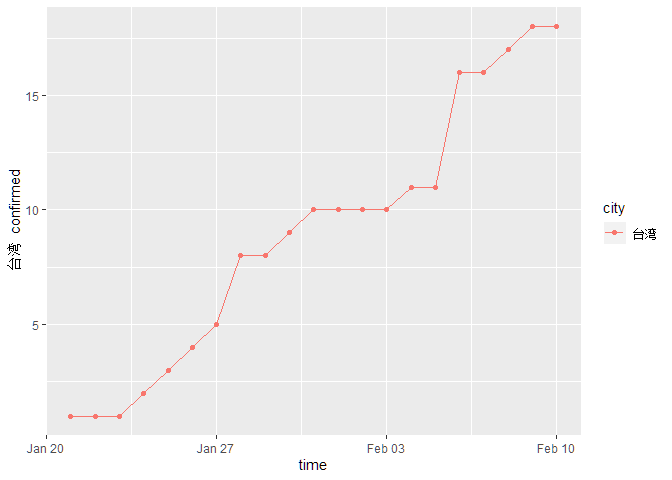 15
10
5
台湾 confirmed
Jan 20
Jan 27
Feb 03
Feb 10
time
city
台湾